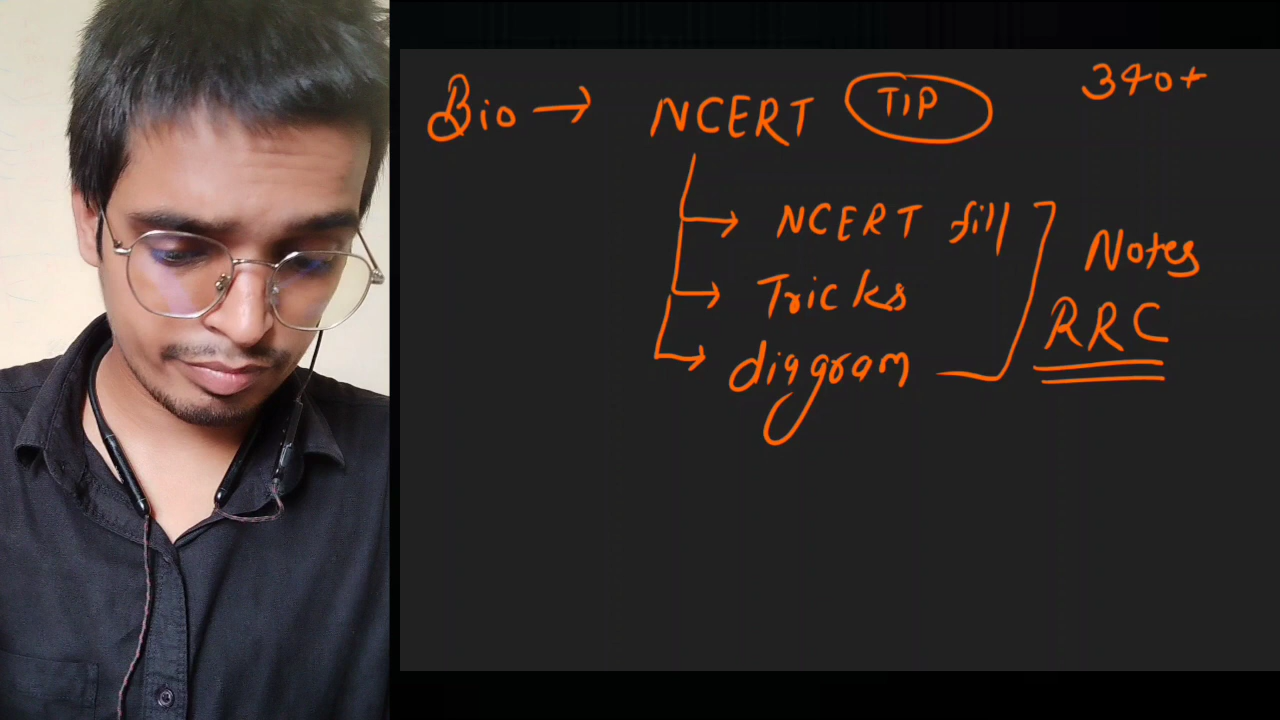 Bio → NCERT TIP 340+
→ NCERT fill
Notes
→ Tricks
RRC
→ diagram